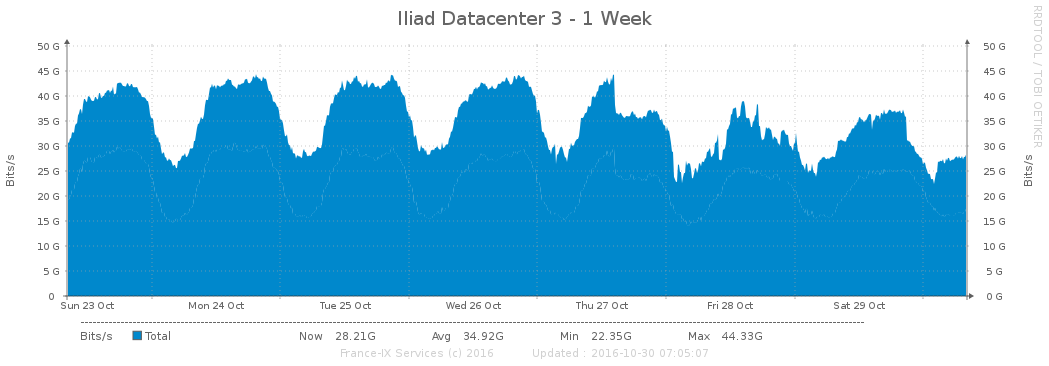 Iliad Datacenter 3 - 1 Week
RRDTOOL / TOBI OETIKER
50 G 50 G
45 G 45 G
40 G 40 G
35 G 35 G
30 G 30 G
25 G 25 G
20 G 20 G
15 G 15 G
10 G 10 G
5 G 5 G
0 0 G
Bits/s Bits/s
Sun 23 Oct Mon 24 Oct Tue 25 Oct Wed 26 Oct Thu 27 Oct Fri 28 Oct Sat 29 Oct
Bits/s Total Now 28.21G Avg 34.92G Min 22.35G Max 44.33G
France-IX Services (c) 2016 Updated : 2016-10-30 07:05:07